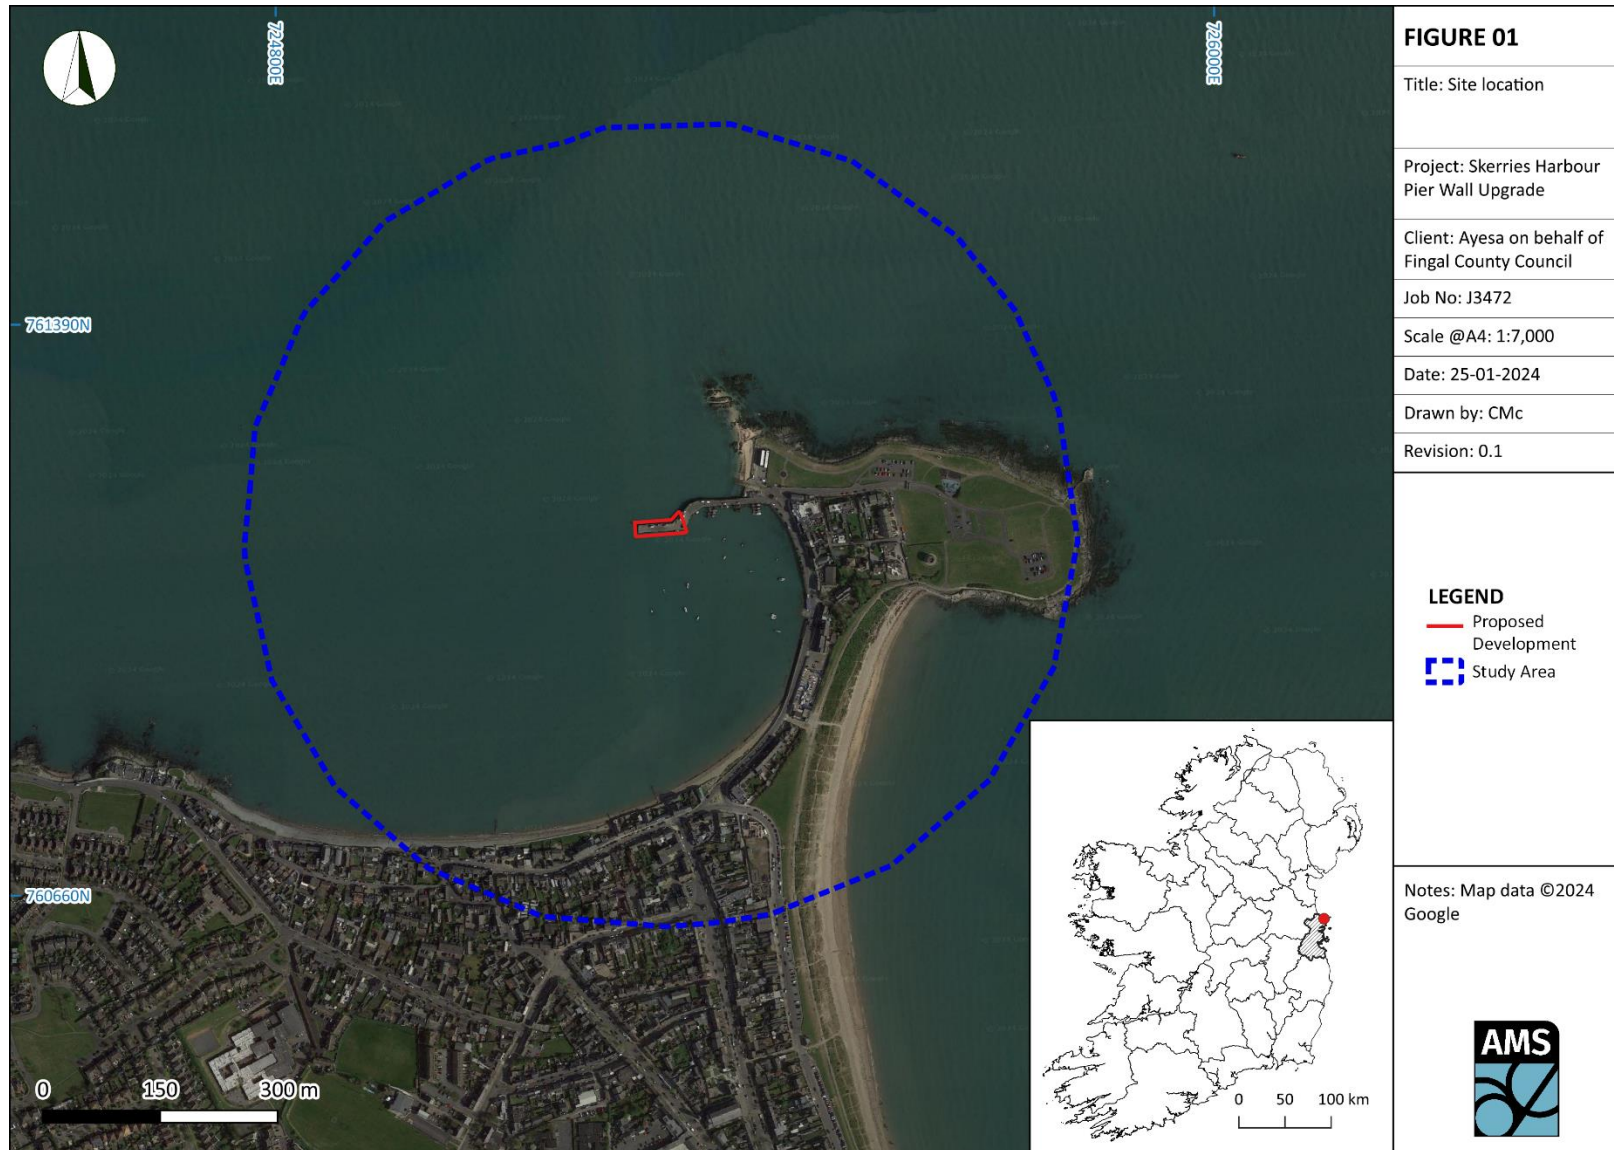 7248000E
7260000E
761390N
760660N
0 150 300 m
FIGURE 01
Title: Site location
Project: Skerries Harbour
Pier Wall Upgrade
Client: Ayesa on behalf of
Fingal County Council
Job No: J3472
Scale @A4: 1:7,000
Date: 25-01-2024
Drawn by: CMc
Revision: 0.1
LEGEND
Proposed
Development
Study Area
0 50 100 km
Notes: Map data ©2024
Google
AMS